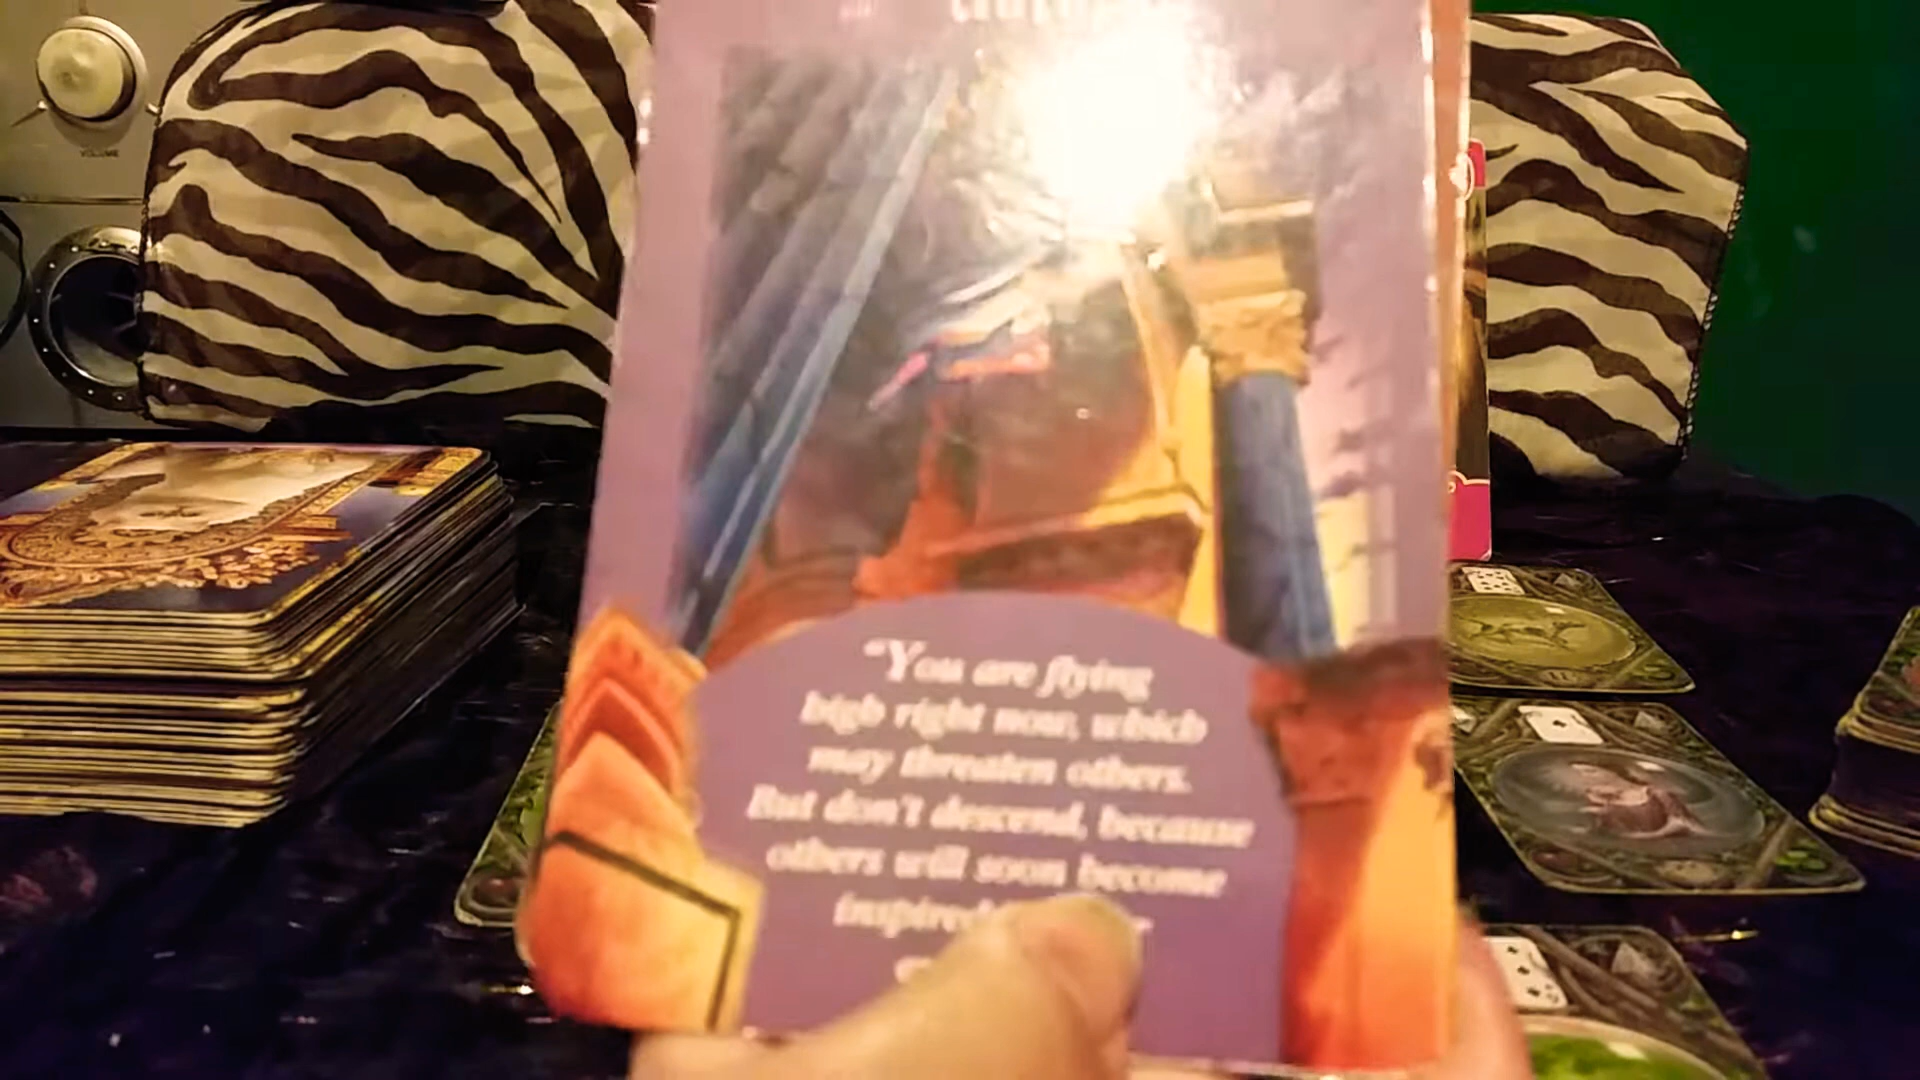 VOLUME
"You are flying
high right now, which
may threaten others.
But don't descend, because
others will soon become
inspired